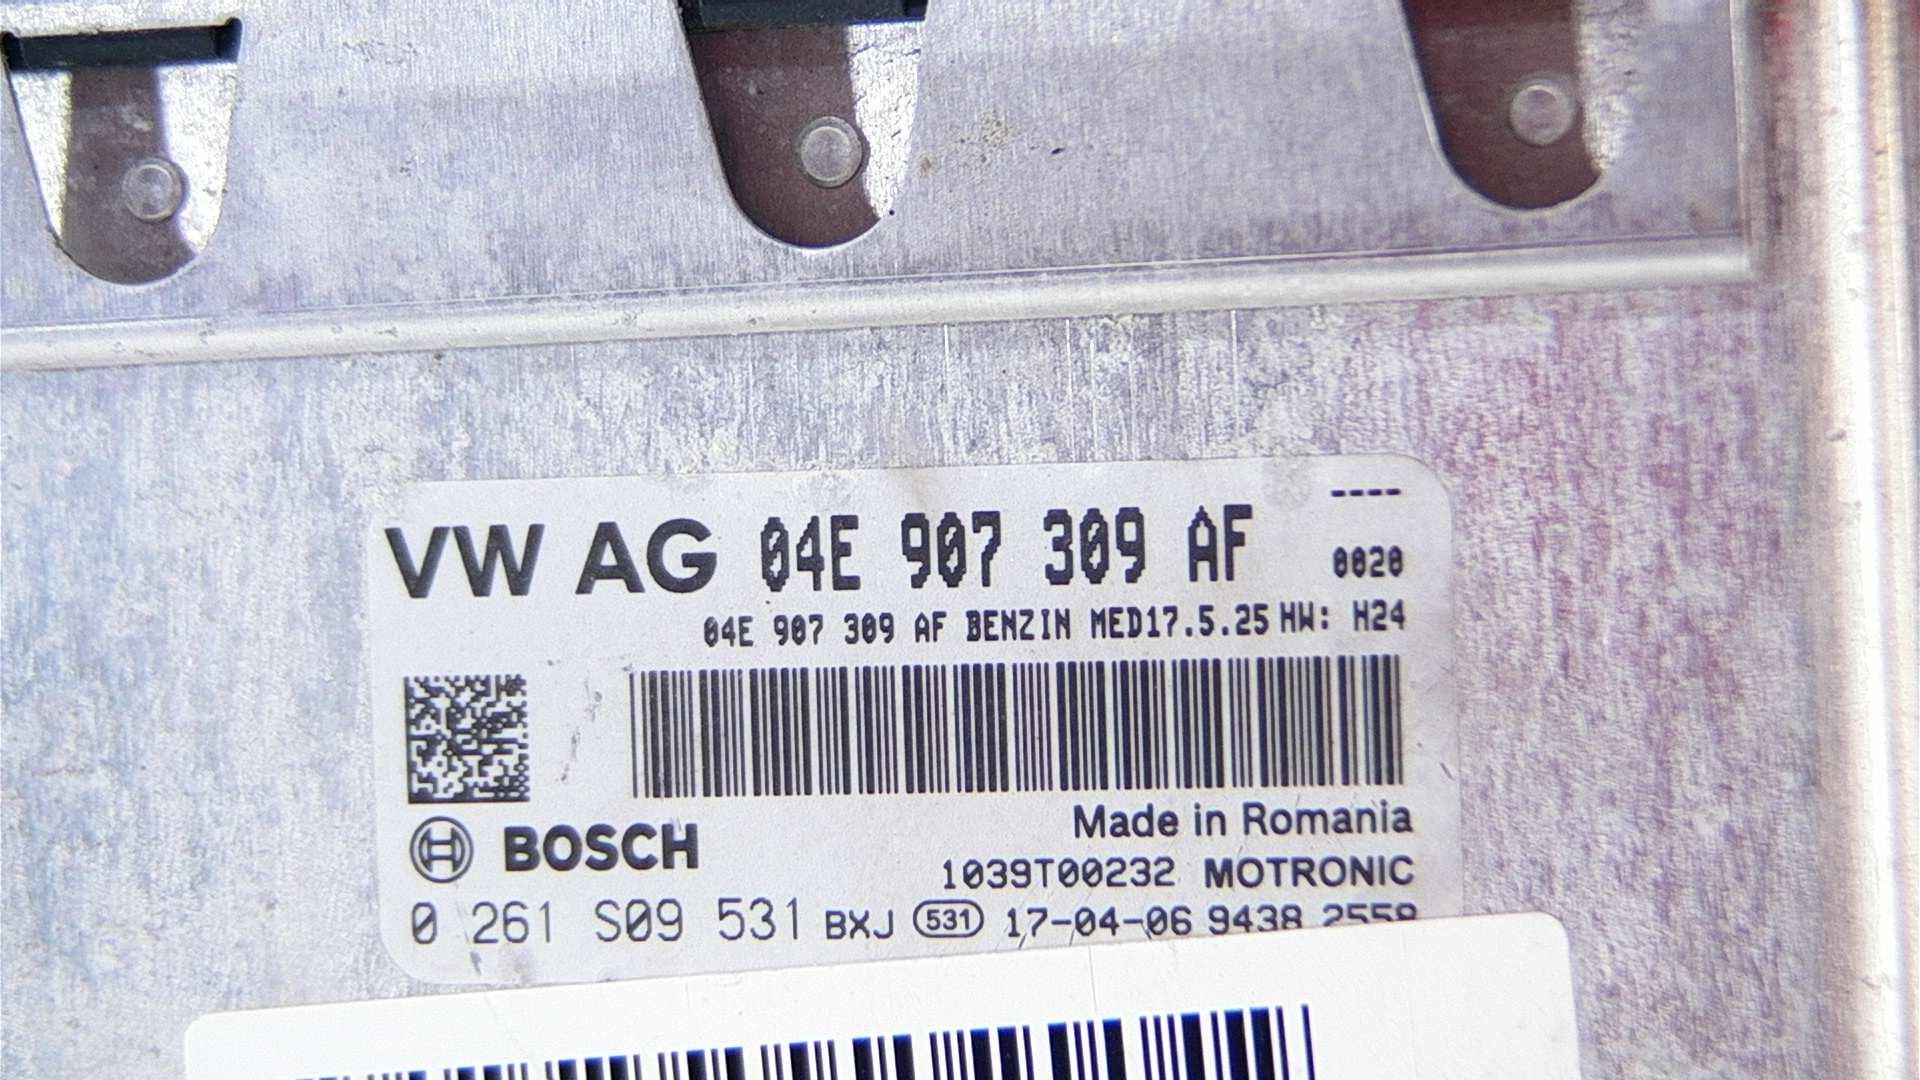 ----
VW AG 04E 907 309 AF 0020
04E 907 309 AF BENZIN MED17.5.25 HW: H24
BOSCH
Made in Romania
1039T00232 MOTRONIC
0 261 S09 531 BXJ 531 17-04-06 9438 2558